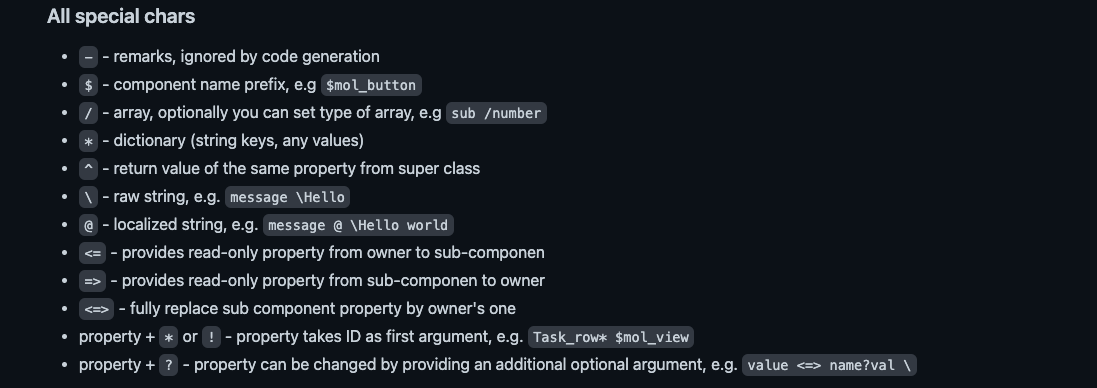 All special chars
• - - remarks, ignored by code generation
• $ - component name prefix, e.g $mol_button
• / - array, optionally you can set type of array, e.g sub /number
• * - dictionary (string keys, any values)
• ^ - return value of the same property from super class
• \ - raw string, e.g. message \Hello
• @ - localized string, e.g. message @ \Hello world
• <= - provides read-only property from owner to sub-componen
• => - provides read-only property from sub-componen to owner
• <=> - fully replace sub component property by owner's one
• property + * or ! - property takes ID as first argument, e.g. Task_row* $mol_view
• property + ? - property can be changed by providing an additional optional argument, e.g. value <=> name?val \